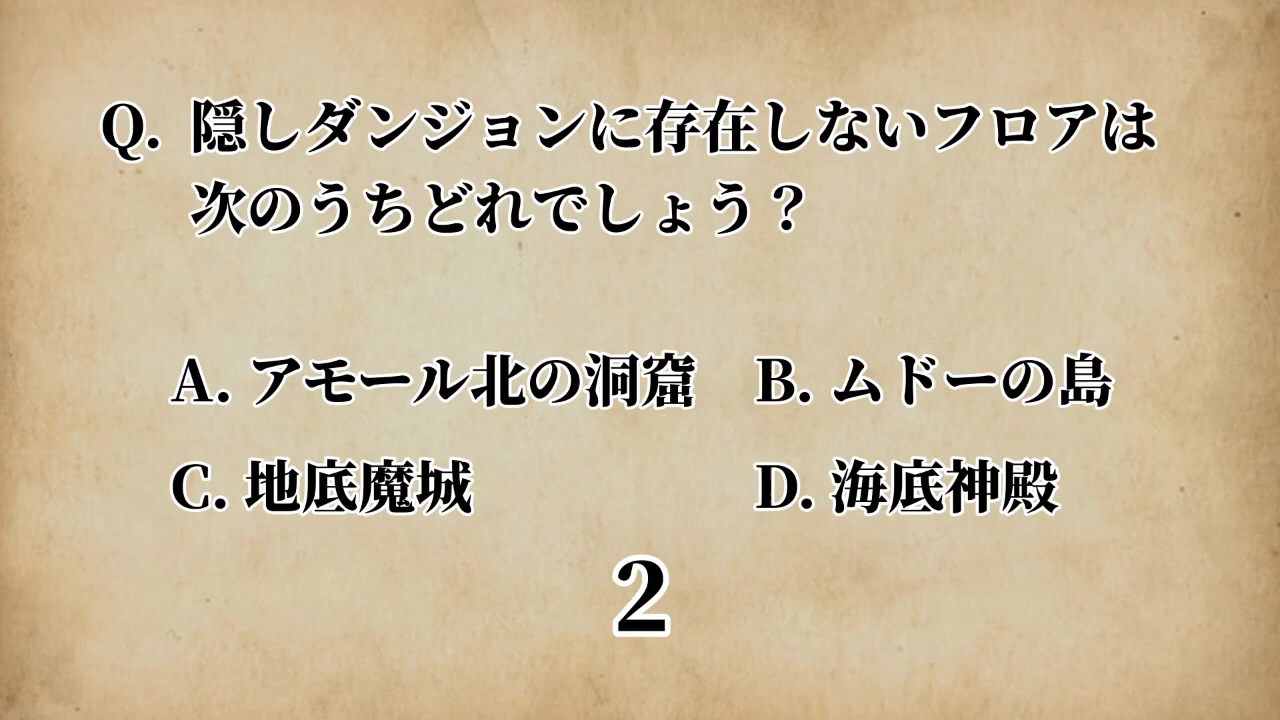 Q. 隠しダンジョンに存在しないフロアは
次のうちどれでしょう？
A. アモール北の洞窟 B. ムドーの島
C. 地底魔城 D. 海底神殿
2